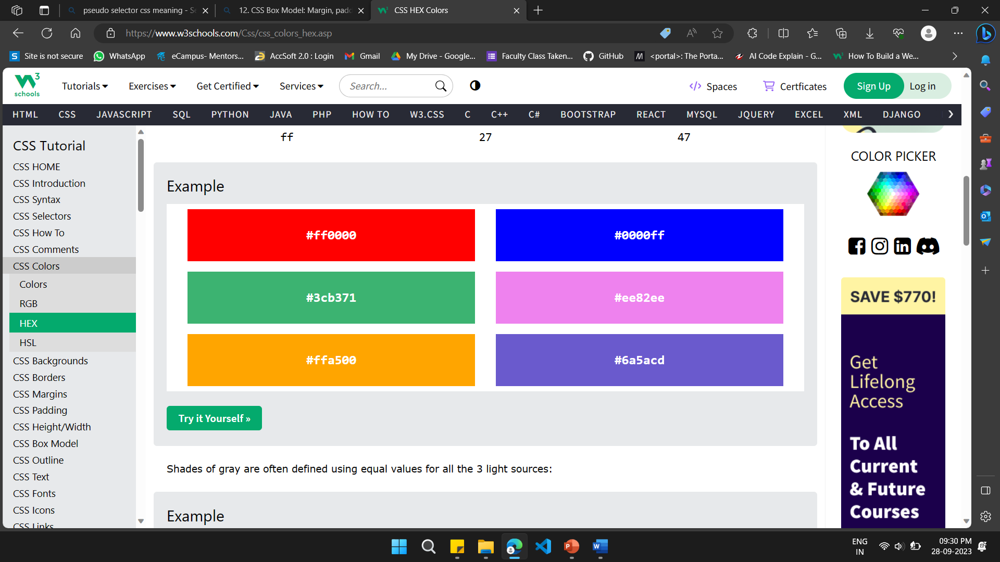 pseudo selector css meaning - Se
12. CSS Box Model: Margin, padd
CSS HEX Colors
https://www.w3schools.com/Css/css_colors_hex.asp
Site is not secure
WhatsApp
eCampus- Mentors...
AccSoft 2.0 : Login
Gmail
My Drive - Google...
Faculty Class Taken...
GitHub
<portal>: The Porta...
AI Code Explain - G...
How To Build a We...
3
schools
Tutorials
Exercises
Get Certified
Services
Search...
Spaces
Certficates
Sign Up
Log in
HTML CSS JAVASCRIPT SQL PYTHON JAVA PHP HOW TO W3.CSS C C++ C# BOOTSTRAP REACT MYSQL JQUERY EXCEL XML DJANGO
CSS Tutorial
CSS HOME
CSS Introduction
CSS Syntax
CSS Selectors
CSS How To
CSS Comments
CSS Colors
Colors
RGB
HEX
HSL
CSS Backgrounds
CSS Borders
CSS Margins
CSS Padding
CSS Height/Width
CSS Box Model
CSS Outline
CSS Text
CSS Fonts
CSS Icons
CSS Links
ff 27 47
Example
#ff0000 #0000ff
#3cb371 #ee82ee
#ffa500 #6a5acd
Try it Yourself »
Shades of gray are often defined using equal values for all the 3 light sources:
Example
COLOR PICKER
SAVE $770!
Get
Lifelong
Access
To All
Current
& Future
Courses
ENG
IN
09:30 PM
28-09-2023